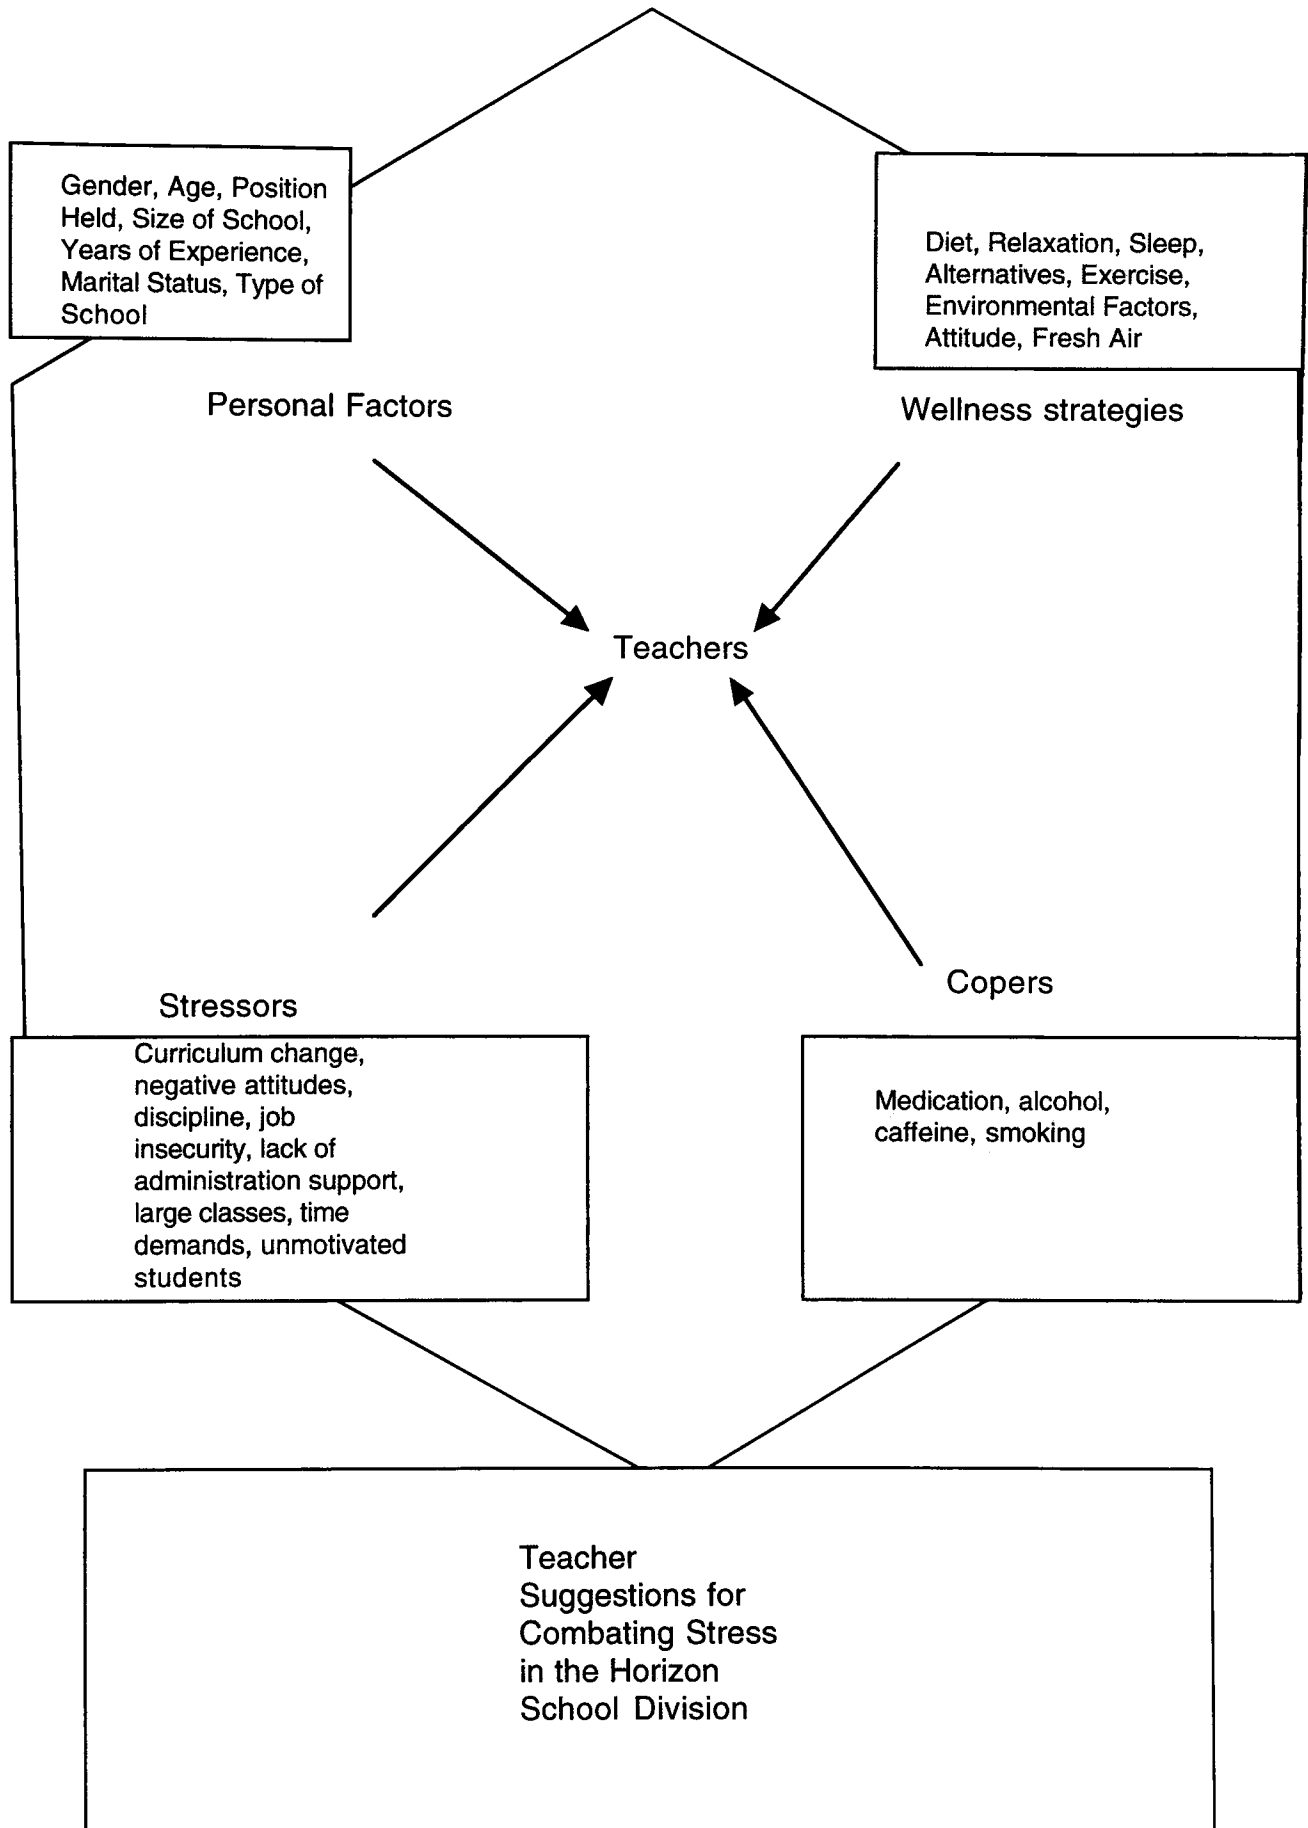 Gender, Age, Position
Held, Size of School,
Years of Experience,
Marital Status, Type of
School
Diet, Relaxation, Sleep,
Alternatives, Exercise,
Environmental Factors,
Attitude, Fresh Air
Personal Factors
Wellness strategies
Teachers
Stressors
Curriculum change,
negative attitudes,
discipline, job
insecurity, lack of
administration support,
large classes, time
demands, unmotivated
students
Copers
Medication, alcohol,
caffeine, smoking
Teacher
Suggestions for
Combating Stress
in the Horizon
School Division